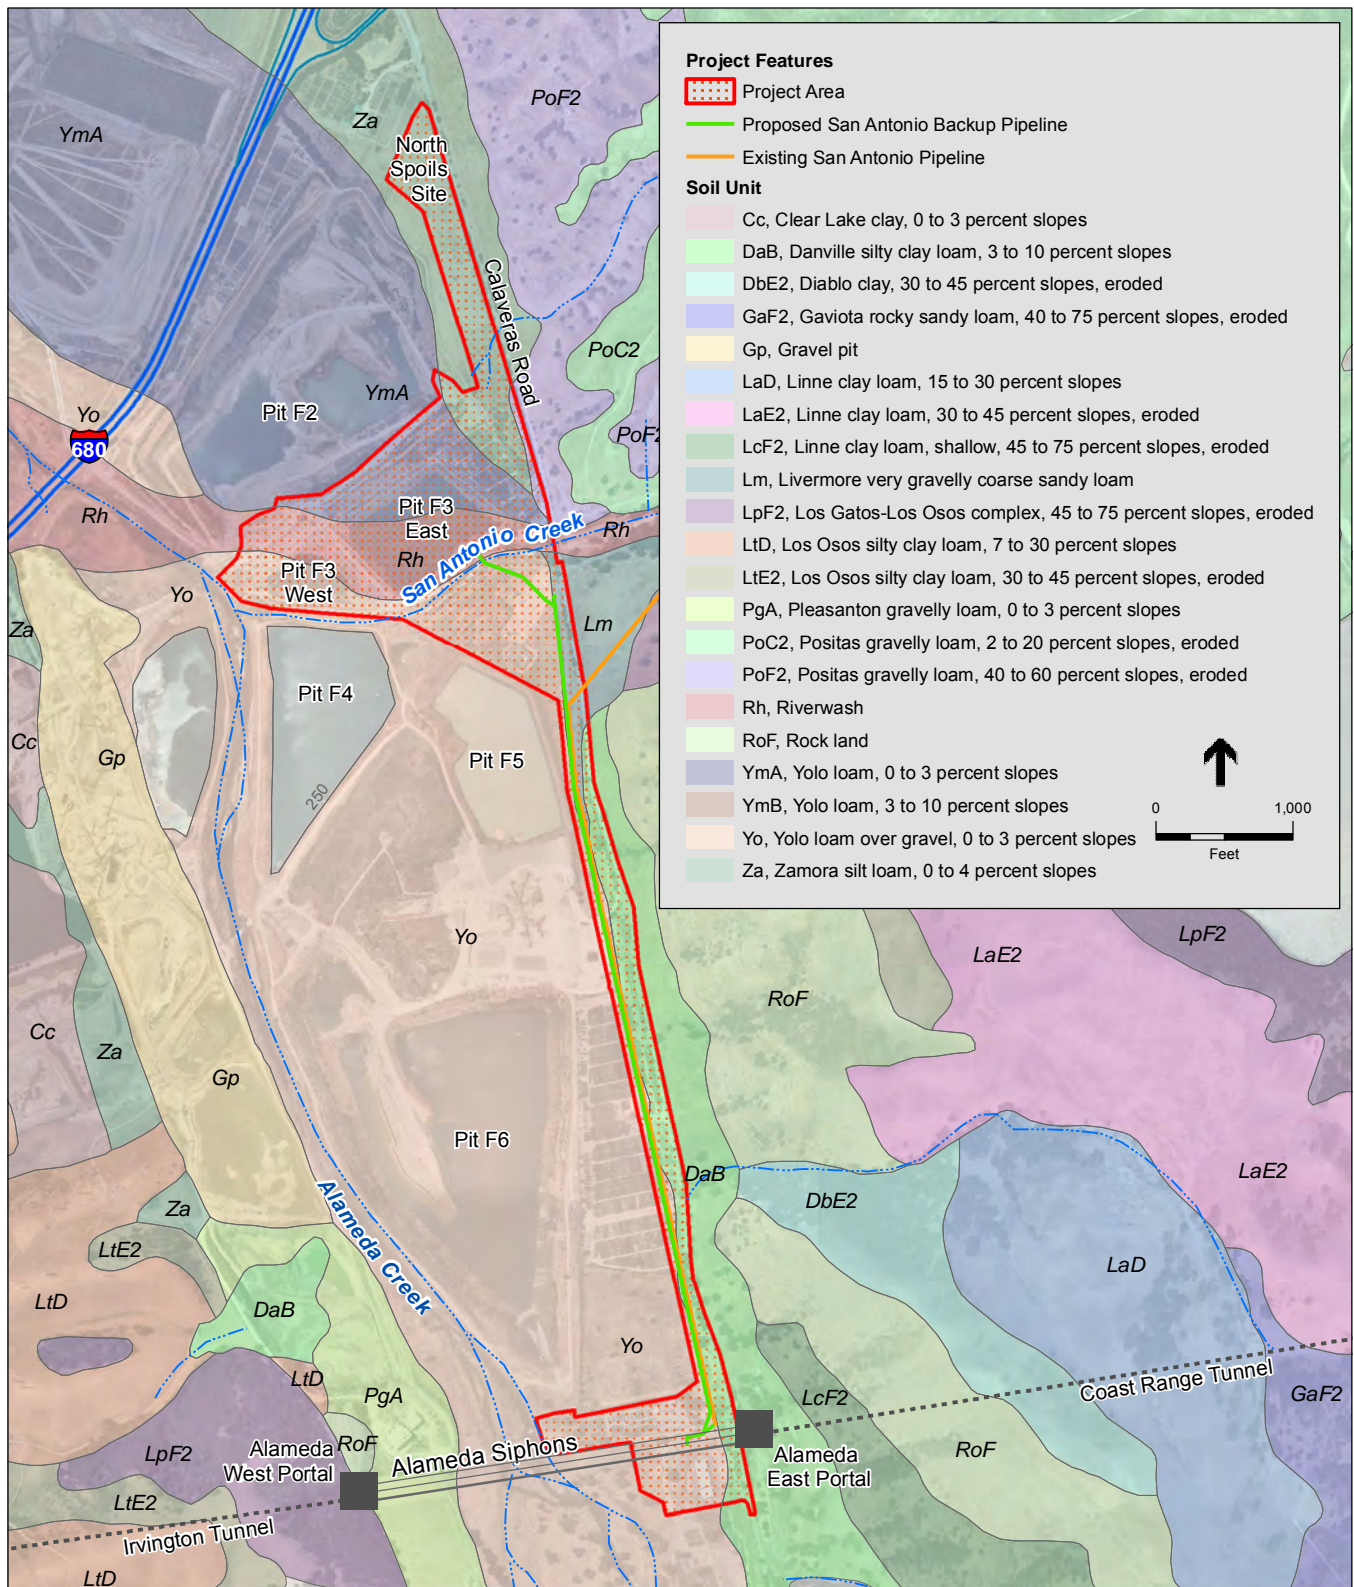 Project Features
Project Area
Proposed San Antonio Backup Pipeline
Existing San Antonio Pipeline
Soil Unit
Cc, Clear Lake clay, 0 to 3 percent slopes
DaB, Danville silty clay loam, 3 to 10 percent slopes
DbE2, Diablo clay, 30 to 45 percent slopes, eroded
GaF2, Gaviota rocky sandy loam, 40 to 75 percent slopes, eroded
Gp, Gravel pit
LaD, Linne clay loam, 15 to 30 percent slopes
LaE2, Linne clay loam, 30 to 45 percent slopes, eroded
LcF2, Linne clay loam, shallow, 45 to 75 percent slopes, eroded
Lm, Livermore very gravelly coarse sandy loam
LpF2, Los Gatos-Los Osos complex, 45 to 75 percent slopes, eroded
LtD, Los Osos silty clay loam, 7 to 30 percent slopes
LtE2, Los Osos silty clay loam, 30 to 45 percent slopes, eroded
PgA, Pleasanton gravelly loam, 0 to 3 percent slopes
PoC2, Positas gravelly loam, 2 to 20 percent slopes, eroded
PoF2, Positas gravelly loam, 40 to 60 percent slopes, eroded
Rh, Riverwash
RoF, Rock land
YmA, Yolo loam, 0 to 3 percent slopes
YmB, Yolo loam, 3 to 10 percent slopes
Yo, Yolo loam over gravel, 0 to 3 percent slopes
Za, Zamora silt loam, 0 to 4 percent slopes
0 1,000
Feet
PoF2
YmA
Za
North
Spoils
Site
Calaveras Road
PoC2
YmA
Pit F2
Yo
680
PoF2
Rh
Pit F3
East
Rh
Rh
San Antonio Creek
Pit F3
West
Yo
Za
Lm
Pit F4
Cc
Gp
Pit F5
250
Yo
LaE2
LpF2
RoF
Cc
Za
Gp
Pit F6
DaB
LaE2
DbE2
Za
Alameda Creek
LtE2
LaD
LtD
DaB
Yo
LtD
PgA
Coast Range Tunnel
GaF2
LcF2
RoF
RoF
LpF2
Alameda
West Portal
Alameda Siphons
Alameda
East Portal
LtE2
Irvington Tunnel
LtD